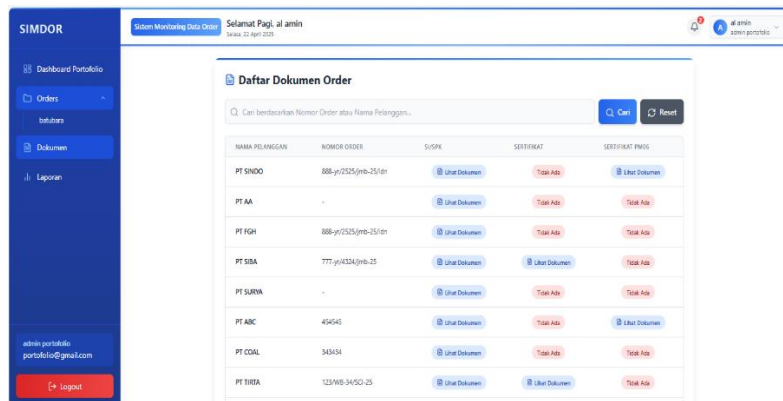 SIMDOR
Sistem Monitoring Data Order
Selamat Pagi, al amin
Selasa, 22 April 2025
2
A
al amin
admin portofolio
Dashboard Portofolio
Orders
batubara
Dokumen
Laporan
Daftar Dokumen Order
Cari berdasarkan Nomor Order atau Nama Pelanggan...
Cari
Reset
NAMA PELANGGAN NOMOR ORDER SI/SPK SERTIFIKAT SERTIFIKAT PM06
PT SINDO 888-yr/2525/jmb-25/idn Lihat Dokumen Tidak Ada Lihat Dokumen
PT AA - Lihat Dokumen Tidak Ada Tidak Ada
PT FGH 888-yr/2525/jmb-25/idn Lihat Dokumen Tidak Ada Tidak Ada
PT SIBA 777-yr/4324/jmb-25 Lihat Dokumen Lihat Dokumen Tidak Ada
PT SURYA - Lihat Dokumen Tidak Ada Tidak Ada
PT ABC 454545 Lihat Dokumen Tidak Ada Lihat Dokumen
PT COAL 343434 Lihat Dokumen Tidak Ada Tidak Ada
PT TIRTA 123/WB-34/SCI-25 Lihat Dokumen Lihat Dokumen Tidak Ada
admin portofolio
portofolio@gmail.com
Logout